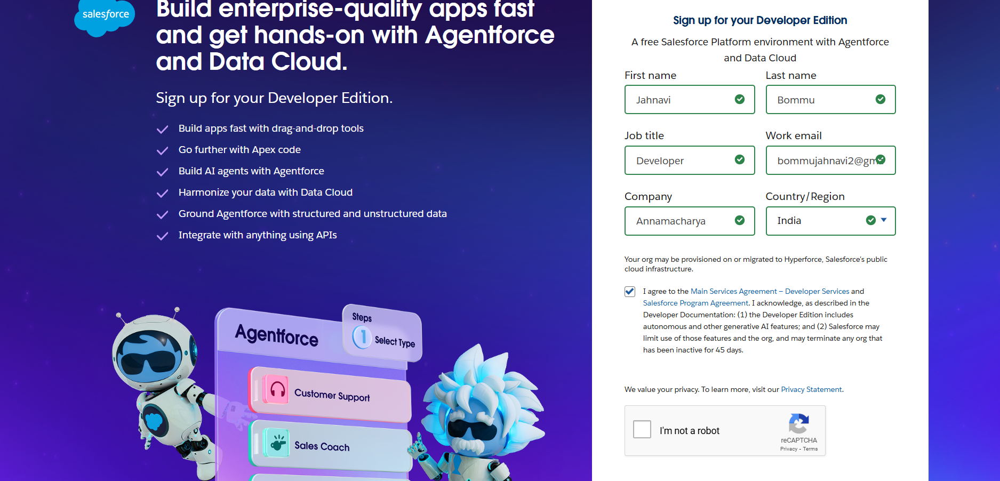 salesforce
Build enterprise-quality apps fast
and get hands-on with Agentforce
and Data Cloud.
Sign up for your Developer Edition.
Build apps fast with drag-and-drop tools
Go further with Apex code
Build AI agents with Agentforce
Harmonize your data with Data Cloud
Ground Agentforce with structured and unstructured data
Integrate with anything using APIs
Agentforce
Steps
1 Select Type
Customer Support
Sales Coach
Sign up for your Developer Edition
A free Salesforce Platform environment with Agentforce
and Data Cloud
First name
Last name
Jahnavi
Bommu
Job title
Work email
Developer
bommujahnavi2@gm
Company
Country/Region
Annamacharya
India
Your org may be provisioned on or migrated to Hyperforce, Salesforce's public
cloud infrastructure.
I agree to the Main Services Agreement – Developer Services and
Salesforce Program Agreement. I acknowledge, as described in the
Developer Documentation: (1) the Developer Edition includes
autonomous and other generative AI features; and (2) Salesforce may
limit use of those features and the org, and may terminate any org that
has been inactive for 45 days.
We value your privacy. To learn more, visit our Privacy Statement.
I'm not a robot
reCAPTCHA
Privacy - Terms